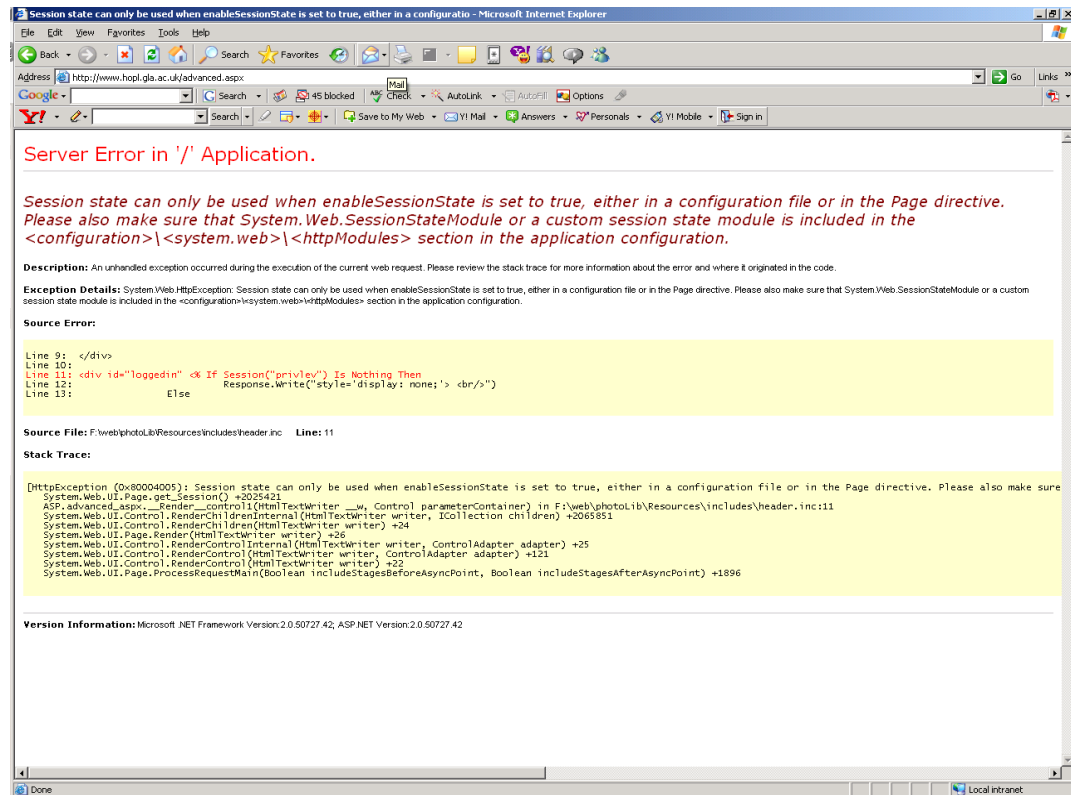 Session state can only be used when enableSessionState is set to true, either in a configuratio - Microsoft Internet Explorer
File Edit View Favorites Tools Help
Back Search Favorites
Address http://www.hopl.gla.ac.uk/advanced.aspx Go Links »
Mail
Google Search 45 blocked ABC Check AutoLink AutoFill Options
Y! Search Save to My Web Y! Mail Answers Personals Y! Mobile Sign in
Server Error in '/' Application.
Session state can only be used when enableSessionState is set to true, either in a configuration file or in the Page directive.
Please also make sure that System.Web.SessionStateModule or a custom session state module is included in the
<configuration>\<system.web>\<httpModules> section in the application configuration.
Description: An unhandled exception occurred during the execution of the current web request. Please review the stack trace for more information about the error and where it originated in the code.
Exception Details: System.Web.HttpException: Session state can only be used when enableSessionState is set to true, either in a configuration file or in the Page directive. Please also make sure that System.Web.SessionStateModule or a custom
session state module is included in the <configuration>\<system.web>\<httpModules> section in the application configuration.
Source Error:
Line 9: </div>
Line 10:
Line 11: <div id="loggedin" <% If Session("privlev") Is Nothing Then
Line 12: Response.Write("style='display: none;'> <br/>")
Line 13: Else
Source File: F:\web\photoLib\Resources\includes\header.inc Line: 11
Stack Trace:
[HttpException (0x80004005): Session state can only be used when enableSessionState is set to true, either in a configuration file or in the Page directive. Please also make sure
System.Web.UI.Page.get_Session() +2025421
ASP.advanced_aspx.__Render__control1(HtmlTextWriter __w, Control parameterContainer) in F:\web\photoLib\Resources\includes\header.inc:11
System.Web.UI.Control.RenderChildrenInternal(HtmlTextWriter writer, ICollection children) +2065851
System.Web.UI.Control.RenderChildren(HtmlTextWriter writer) +24
System.Web.UI.Page.Render(HtmlTextWriter writer) +26
System.Web.UI.Control.RenderControlInternal(HtmlTextWriter writer, ControlAdapter adapter) +25
System.Web.UI.Control.RenderControl(HtmlTextWriter writer, ControlAdapter adapter) +121
System.Web.UI.Control.RenderControl(HtmlTextWriter writer) +22
System.Web.UI.Page.ProcessRequestMain(Boolean includeStagesBeforeAsyncPoint, Boolean includeStagesAfterAsyncPoint) +1896
Version Information: Microsoft .NET Framework Version:2.0.50727.42; ASP.NET Version:2.0.50727.42
Done Local intranet